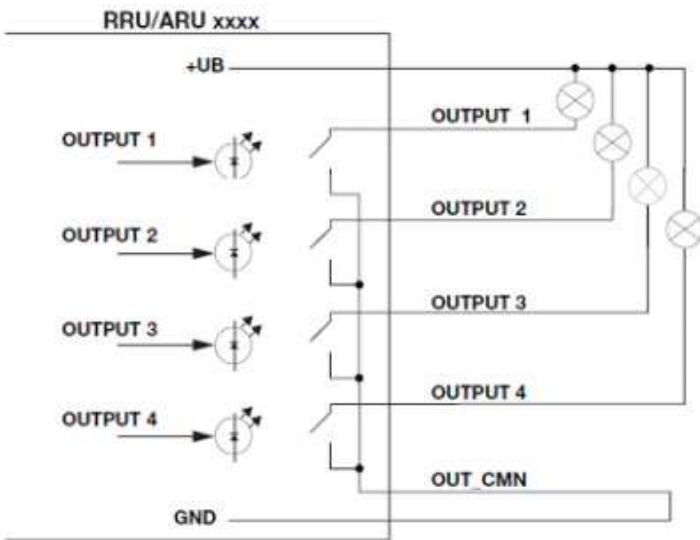 RRU/ARU xxxx
+UB
OUTPUT 1
OUTPUT 1
OUTPUT 2
OUTPUT 2
OUTPUT 3
OUTPUT 3
OUTPUT 4
OUTPUT 4
OUT_CMN
GND